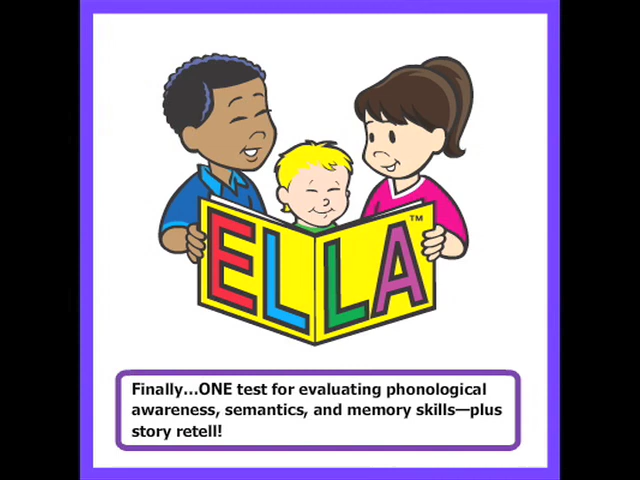 ELLA™
Finally...ONE test for evaluating phonological
awareness, semantics, and memory skills—plus
story retell!